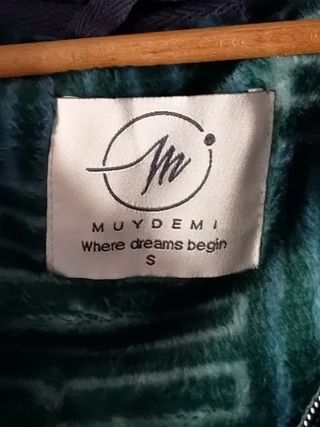 m
MUYDEMI
Where dreams begin
S